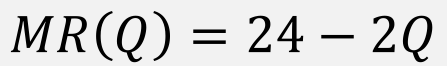 MR(Q) = 24 − 2Q